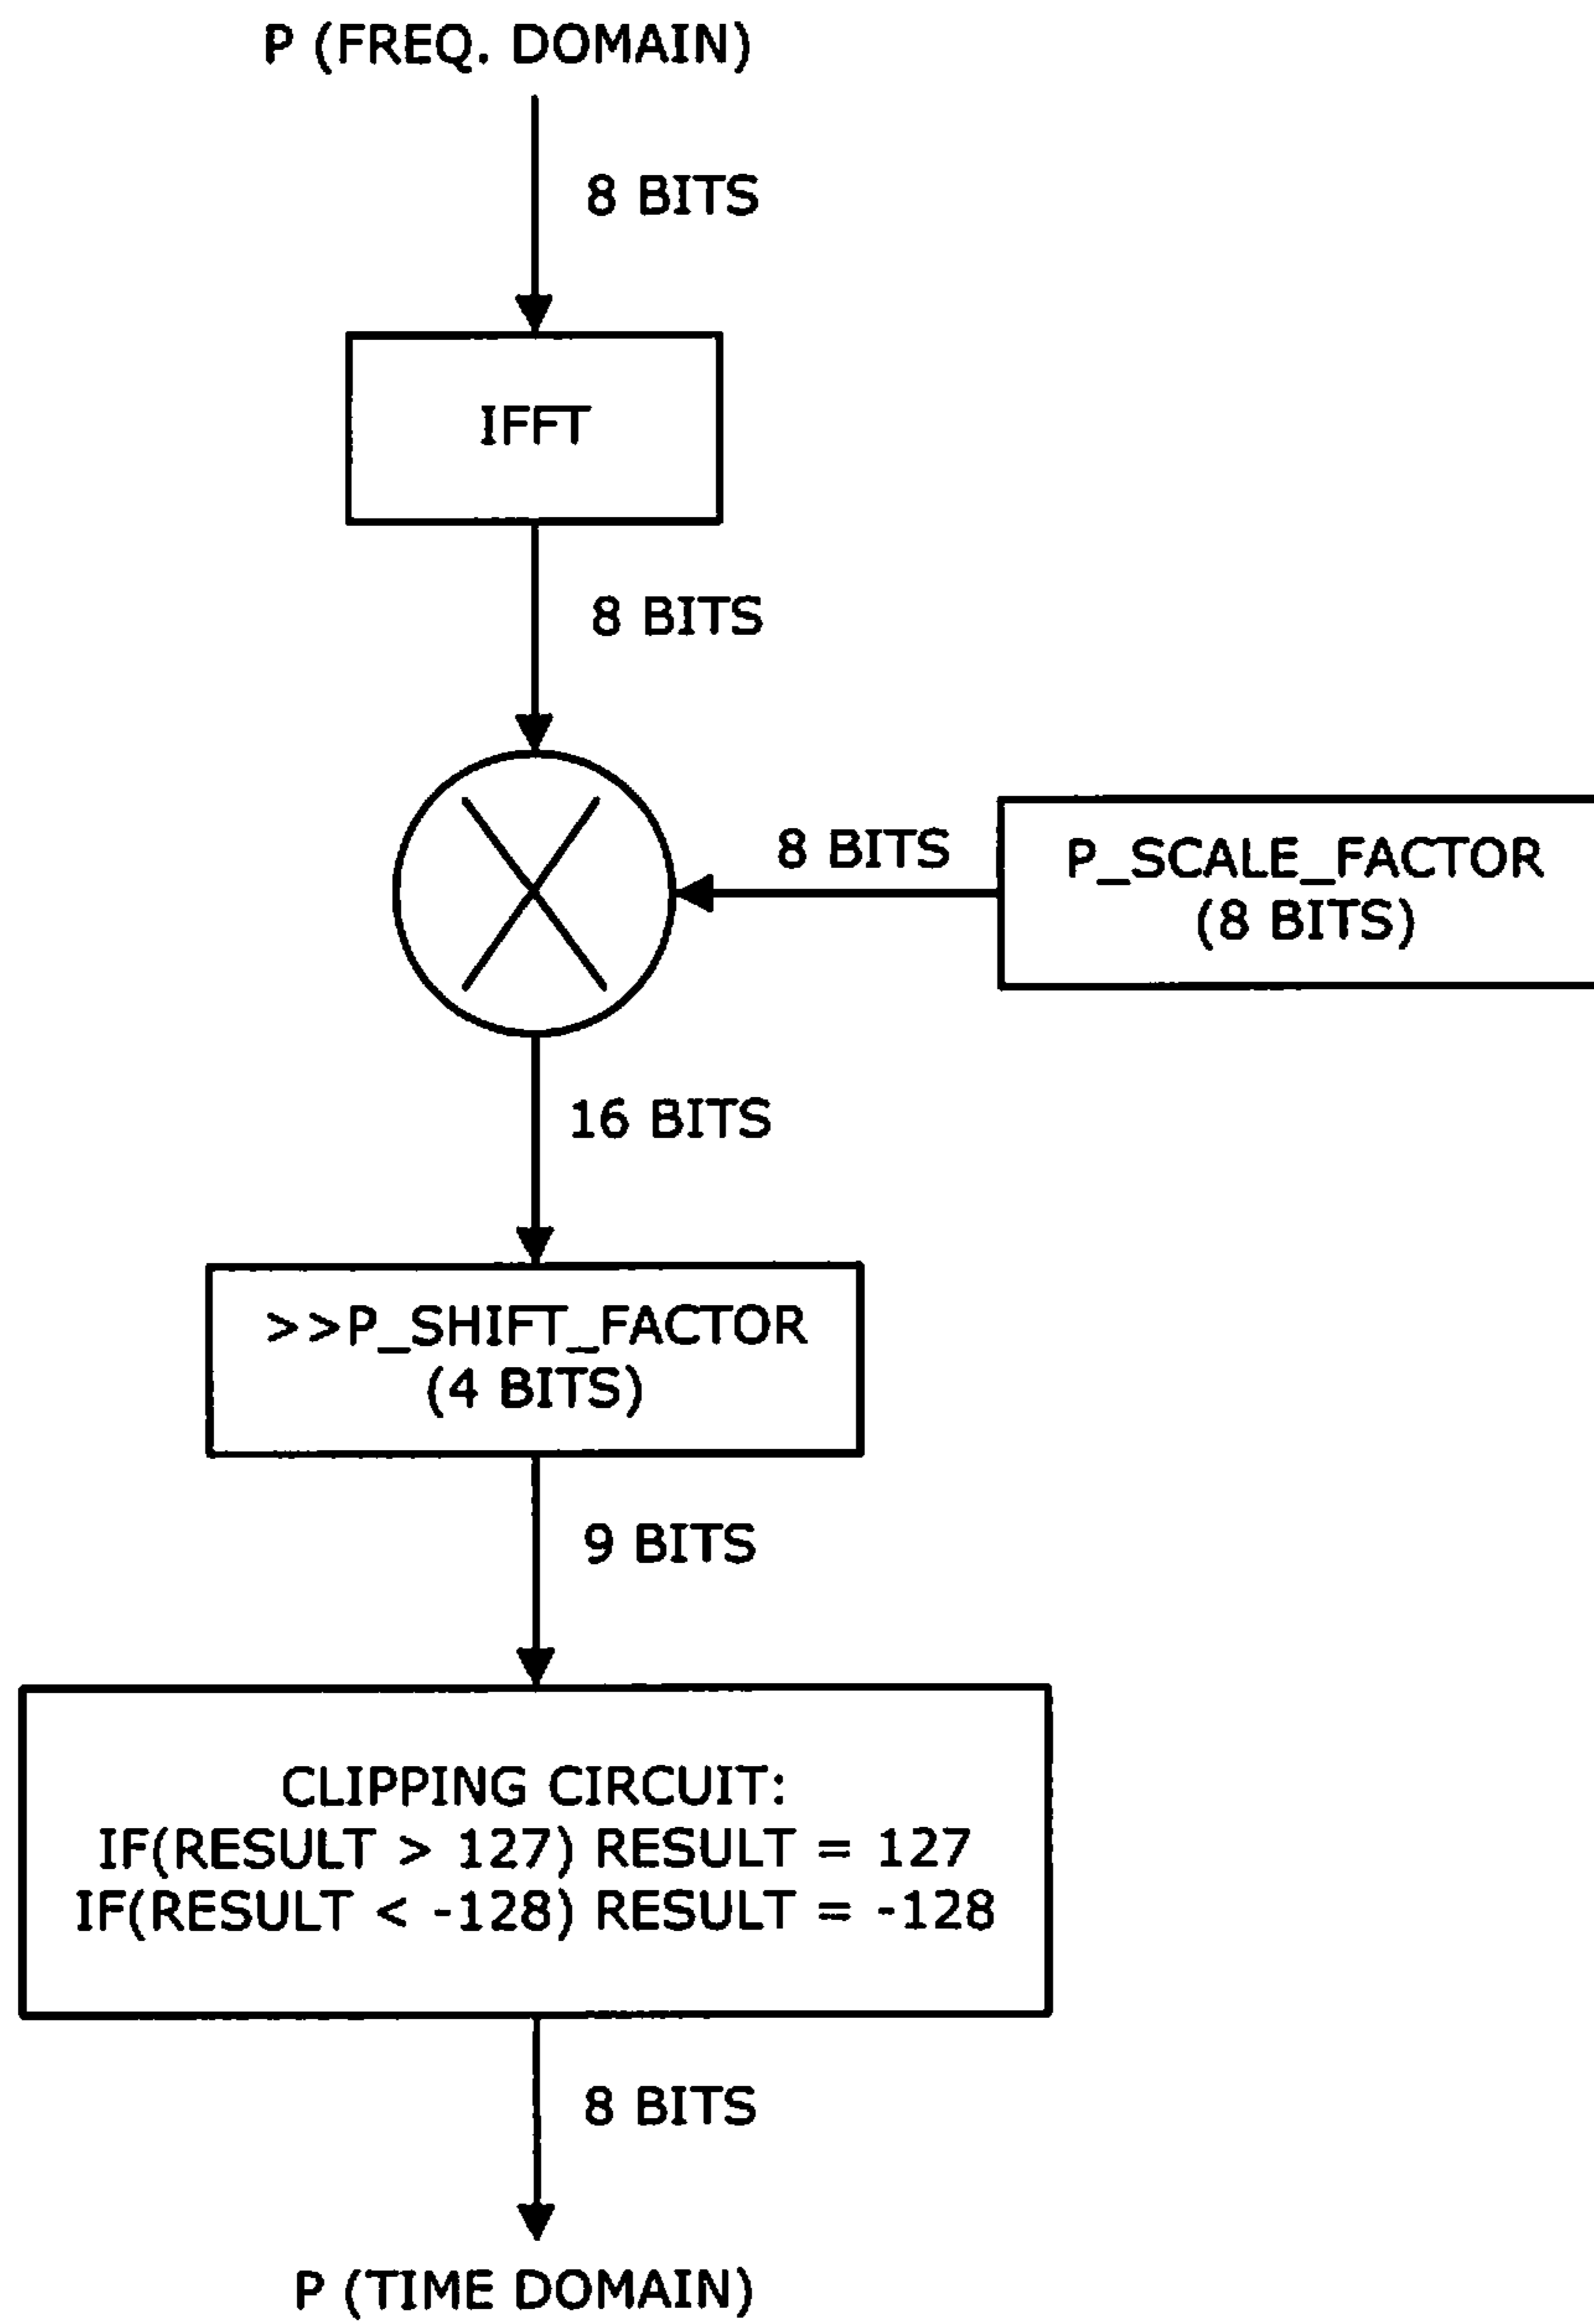 P (FREQ. DOMAIN)
8 BITS
IFFT
8 BITS
8 BITS
P_SCALE_FACTOR
(8 BITS)
16 BITS
>>P_SHIFT_FACTOR
(4 BITS)
9 BITS
CLIPPING CIRCUIT:
IF(RESULT > 127) RESULT = 127
IF(RESULT < -128) RESULT = -128
8 BITS
P (TIME DOMAIN)